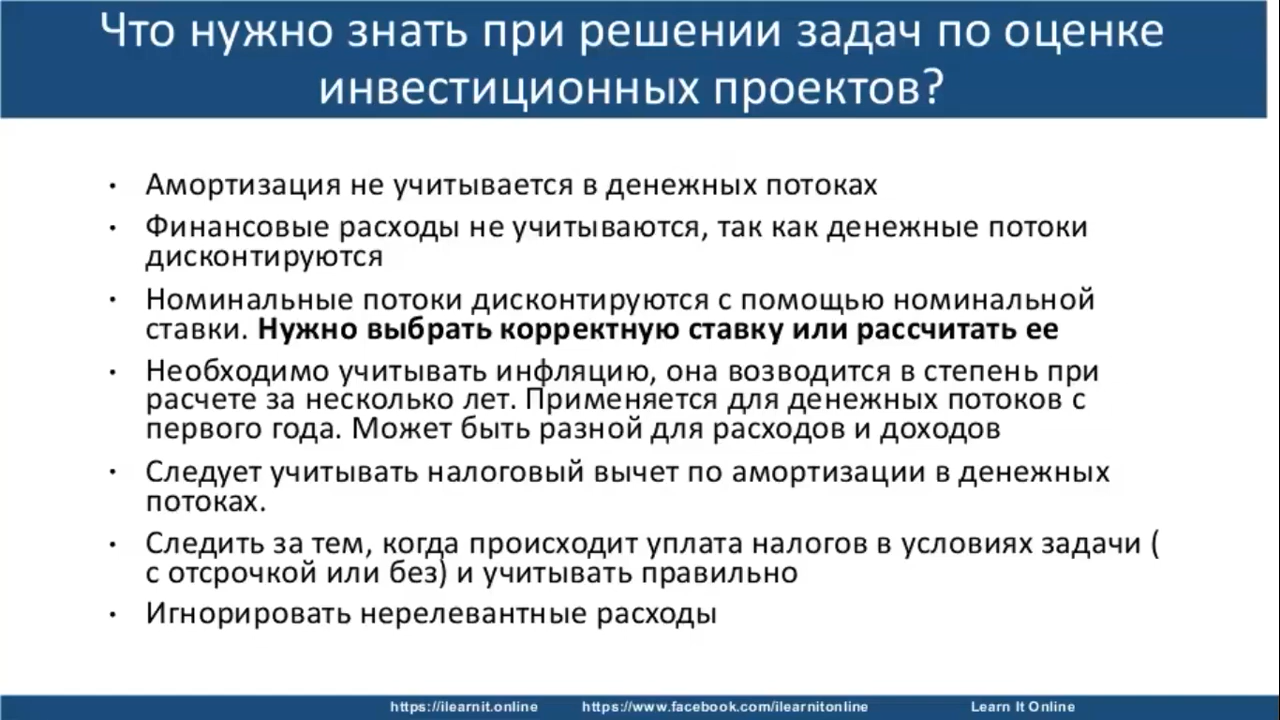 Что нужно знать при решении задач по оценке
инвестиционных проектов?
• Амортизация не учитывается в денежных потоках
• Финансовые расходы не учитываются, так как денежные потоки
дисконтируются
• Номинальные потоки дисконтируются с помощью номинальной
ставки. Нужно выбрать корректную ставку или рассчитать ее
• Необходимо учитывать инфляцию, она возводится в степень при
расчете за несколько лет. Применяется для денежных потоков с
первого года. Может быть разной для расходов и доходов
• Следует учитывать налоговый вычет по амортизации в денежных
потоках.
• Следить за тем, когда происходит уплата налогов в условиях задачи (
с отсрочкой или без) и учитывать правильно
• Игнорировать нерелевантные расходы
https://ilearnit.online https://www.facebook.com/ilearnitonline Learn It Online